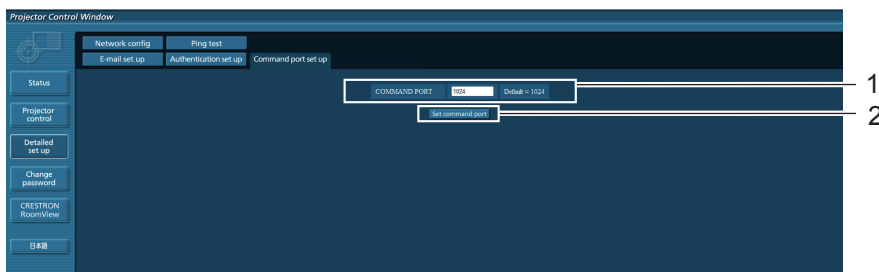 Projector Control Window
Network config
Ping test
E-mail set up
Authentication set up
Command port set up
Status
COMMAND PORT
1024
Default = 1024
1
Projector
control
Set command port
2
Detailed
set up
Change
password
CRESTRON
RoomView
日本語